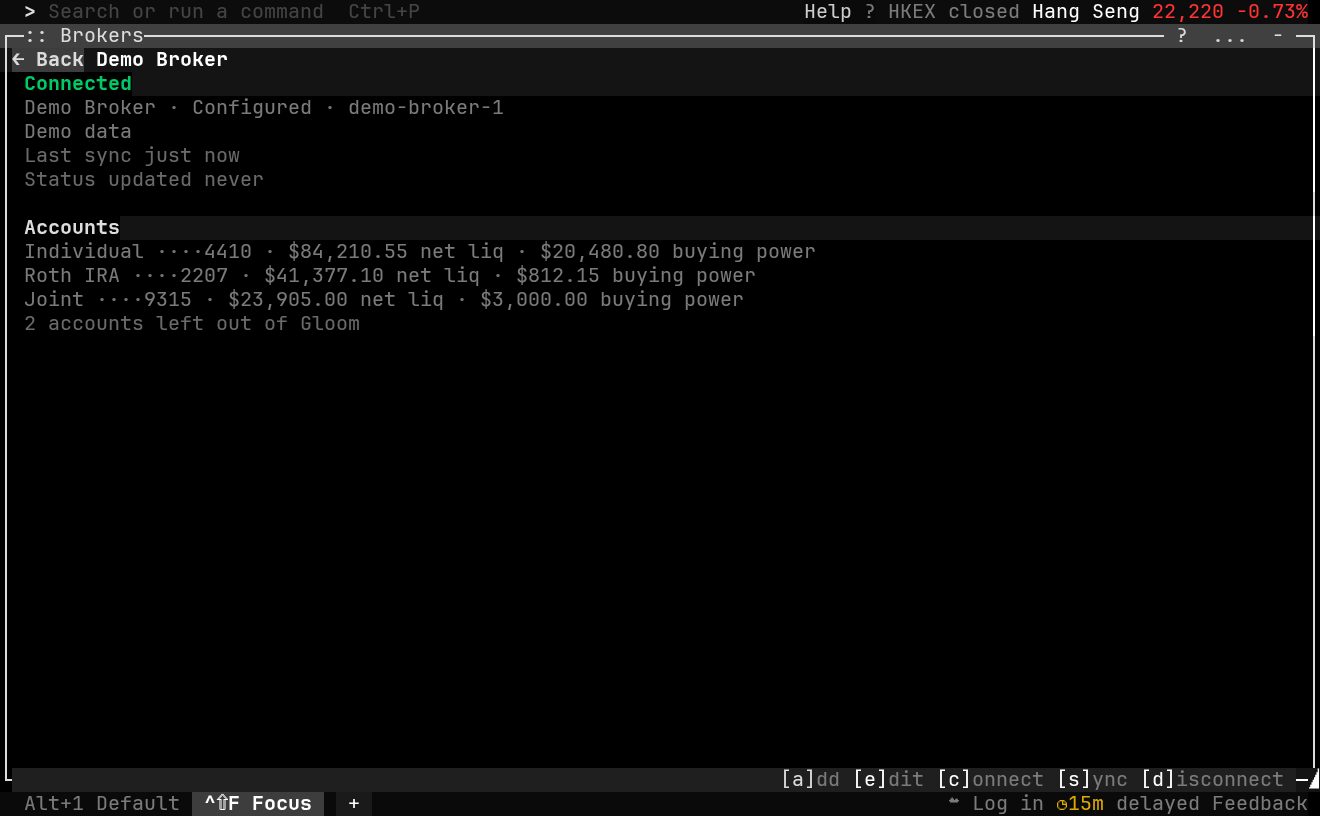 > Search or run a command  Ctrl+P  Help ? HKEX closed Hang Seng 22,220 -0.73%
:: Brokers ? ... -
← Back Demo Broker
Connected
Demo Broker · Configured · demo-broker-1
Demo data
Last sync just now
Status updated never
Accounts
Individual ····4410 · $84,210.55 net liq · $20,480.80 buying power
Roth IRA ····2207 · $41,377.10 net liq · $812.15 buying power
Joint ····9315 · $23,905.00 net liq · $3,000.00 buying power
2 accounts left out of Gloom
[a]dd [e]dit [c]onnect [s]ync [d]isconnect
Alt+1 Default ^⇧F Focus + Log in ◷15m delayed Feedback